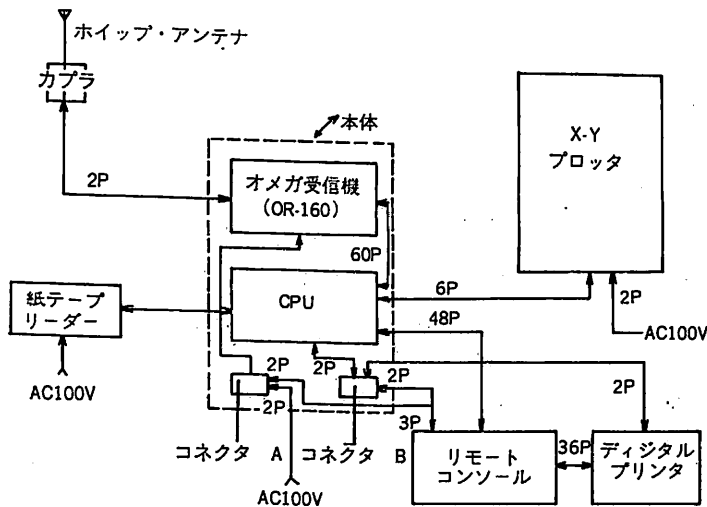 ホイップ・アンテナ
カプラ
本体
X-Y
プロッタ
2P
オメガ受信機
(OR-160)
60P
紙テープ
リーダー
CPU
6P
2P
48P
AC100V
AC100V
2P
2P
2P
2P
2P
3P
コネクタ A
コネクタ B
AC100V
リモート
コンソール
36P
ディジタル
プリンタ